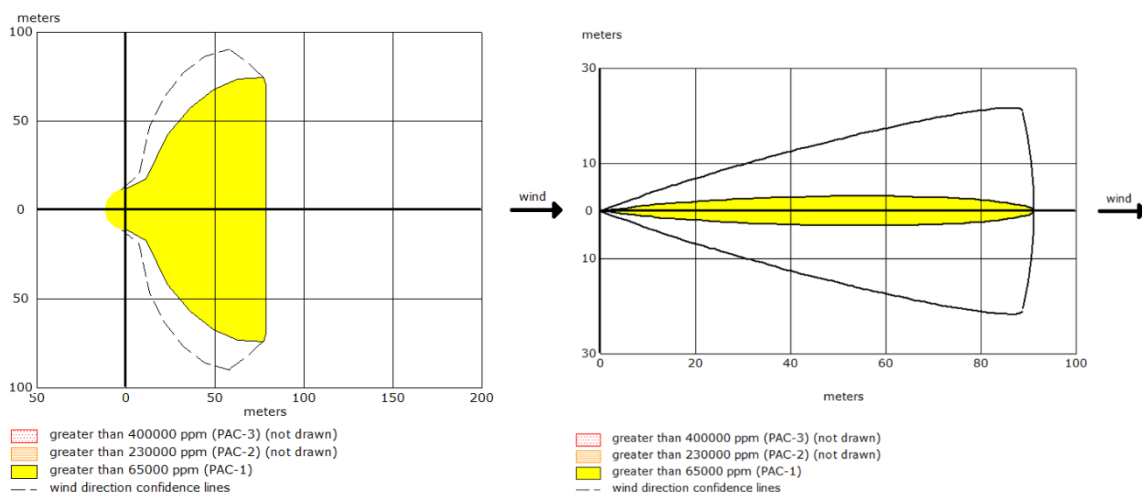 meters
100
50
0
50
100
50
0
50
100
150
200
meters
wind
greater than 400000 ppm (PAC-3) (not drawn)
greater than 230000 ppm (PAC-2) (not drawn)
greater than 65000 ppm (PAC-1)
wind direction confidence lines
meters
30
10
0
10
30
0
20
40
60
80
100
meters
wind
greater than 400000 ppm (PAC-3) (not drawn)
greater than 230000 ppm (PAC-2) (not drawn)
greater than 65000 ppm (PAC-1)
wind direction confidence lines